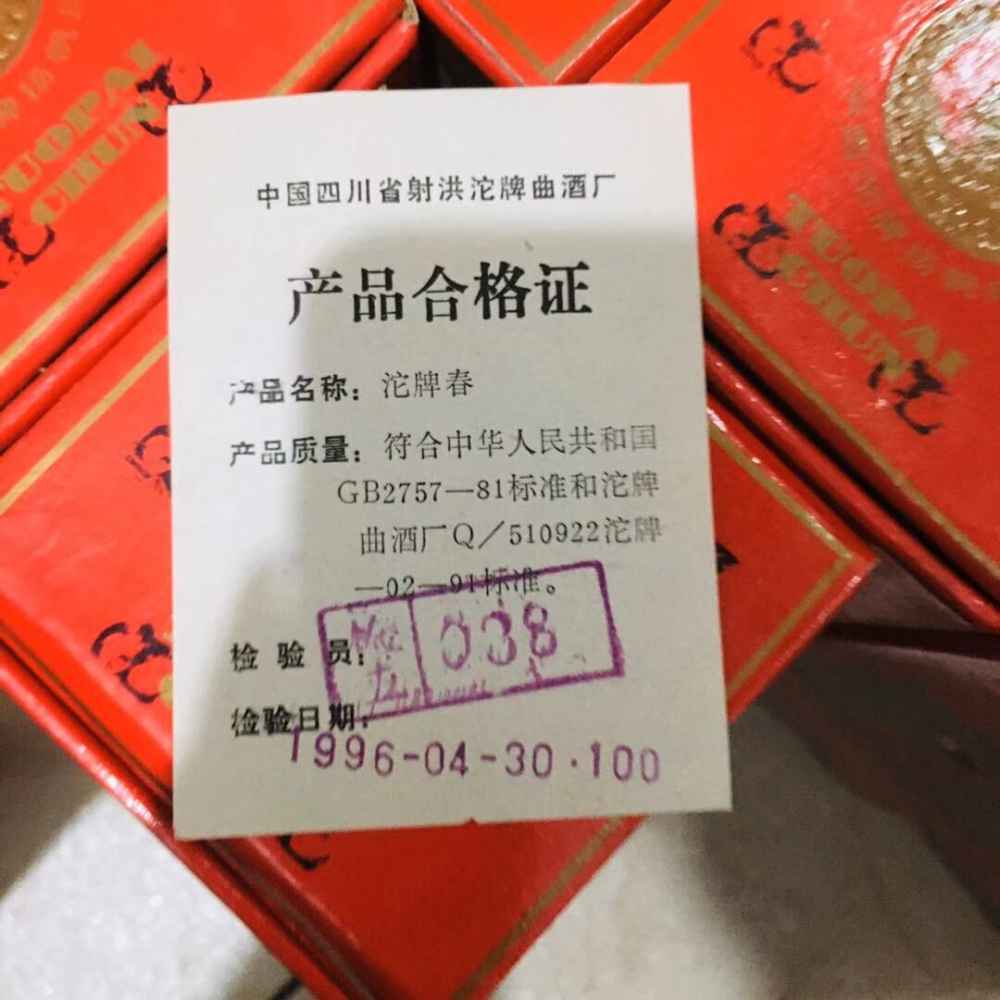 中国四川省射洪沱牌曲酒厂
产品合格证
产品名称：沱牌春
产品质量：符合中华人民共和国
GB2757—81标准和沱牌
曲酒厂Q／510922沱牌
—02—91标准。
检 验 员：
038
检验日期：
1996-04-30·100
TUOPAI
CHUN
TUOPAI
CHUN